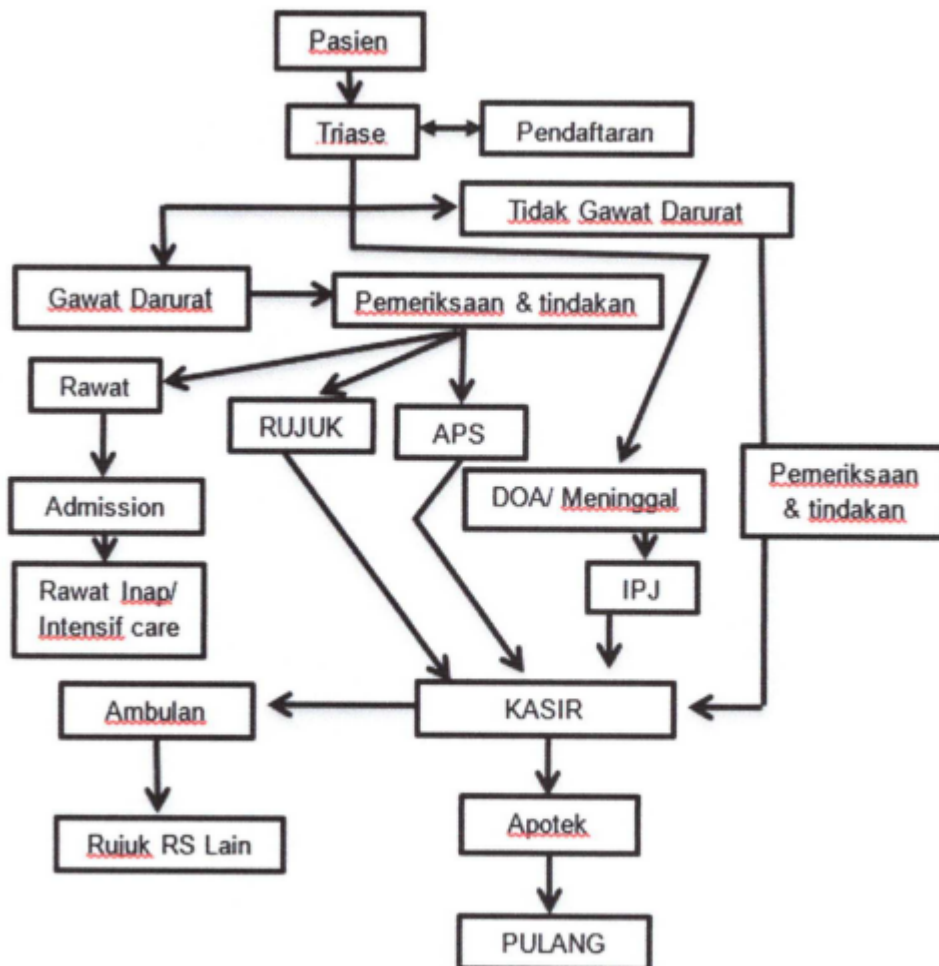 Pasien
Triase
Pendaftaran
Tidak Gawat Darurat
Gawat Darurat
Pemeriksaan & tindakan
Rawat
RUJUK
APS
Admission
DOA/ Meninggal
Pemeriksaan
& tindakan
Rawat Inap/
Intensif care
IPJ
Ambulan
KASIR
Rujuk RS Lain
Apotek
PULANG